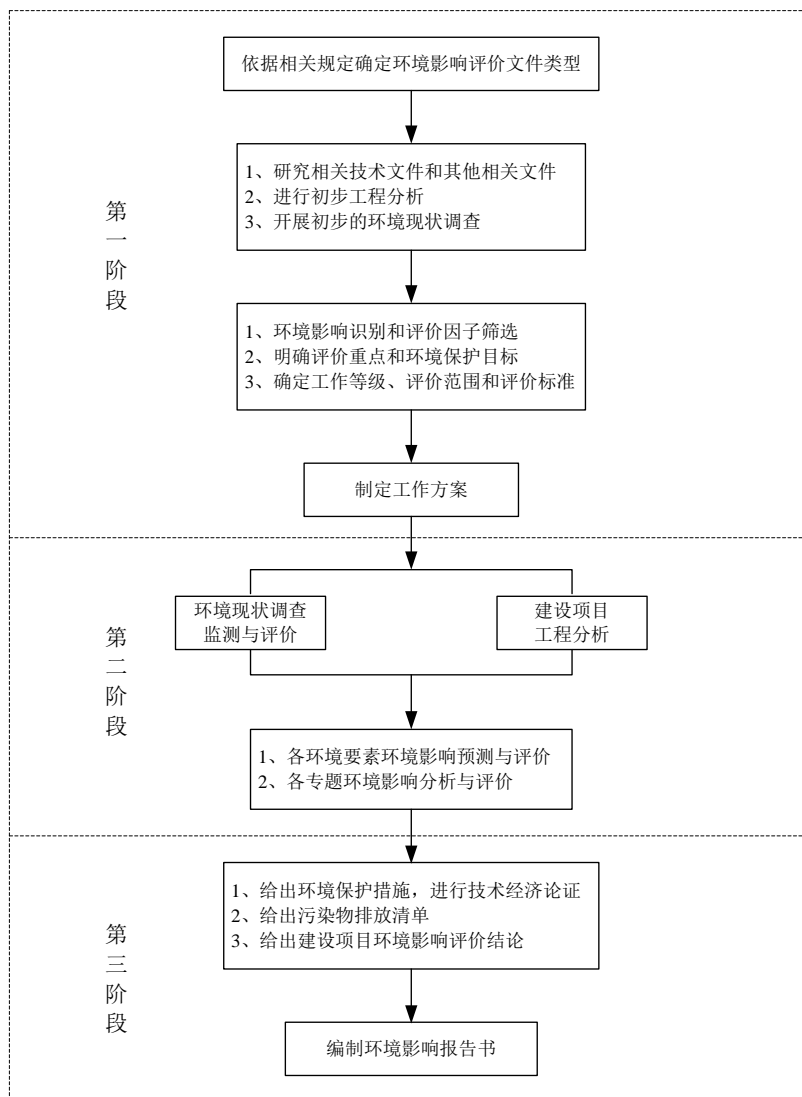 依据相关规定确定环境影响评价文件类型
第一阶段
1、研究相关技术文件和其他相关文件
2、进行初步工程分析
3、开展初步的环境现状调查
1、环境影响识别和评价因子筛选
2、明确评价重点和环境保护目标
3、确定工作等级、评价范围和评价标准
制定工作方案
第二阶段
环境现状调查
监测与评价
建设项目
工程分析
1、各环境要素环境影响预测与评价
2、各专题环境影响分析与评价
第三阶段
1、给出环境保护措施，进行技术经济论证
2、给出污染物排放清单
3、给出建设项目环境影响评价结论
编制环境影响报告书